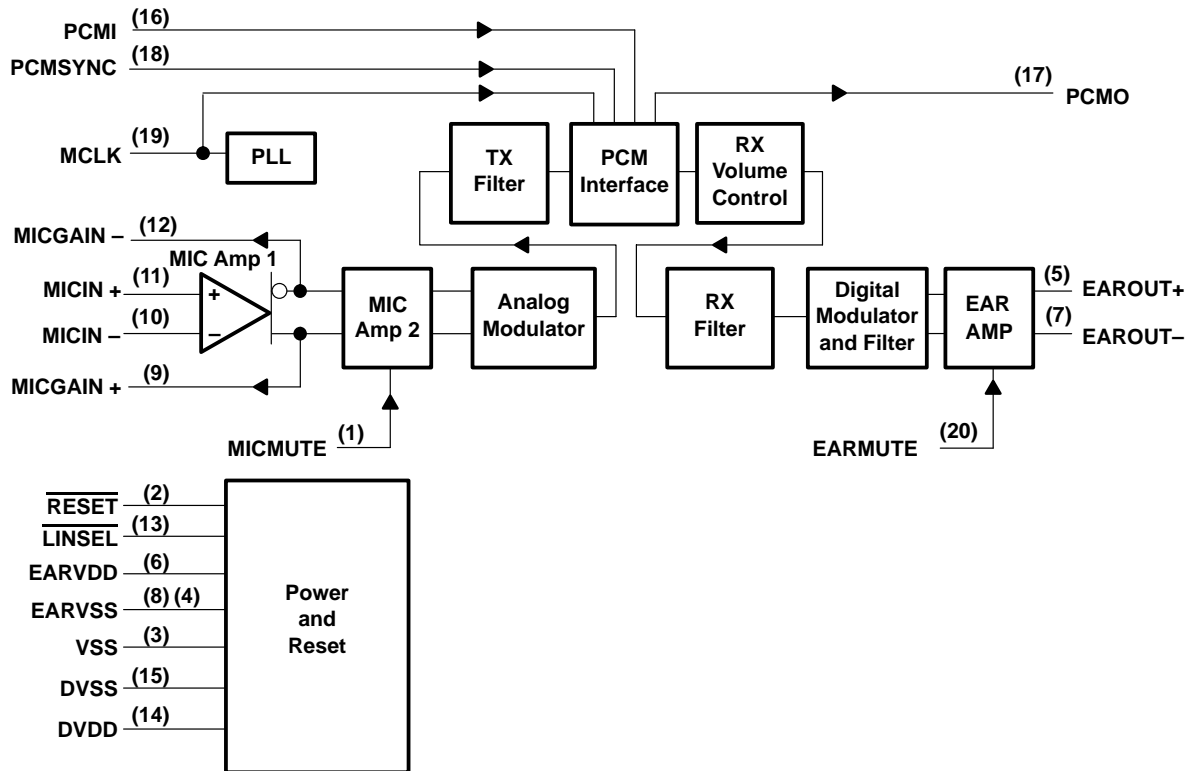 PCMI (16)
PCMSYNC (18)
(17) PCMO
MCLK (19)
PLL
TX
Filter
PCM
Interface
RX
Volume
Control
MICGAIN – (12)
MIC Amp 1
MICIN + (11)
+
MICIN – (10)
–
MICGAIN + (9)
MIC
Amp 2
Analog
Modulator
RX
Filter
Digital
Modulator
and Filter
EAR
AMP
(5) EAROUT+
(7) EAROUT–
MICMUTE (1)
EARMUTE (20)
RESET (2)
LINSEL (13)
EARVDD (6)
EARVSS (8) (4)
VSS (3)
DVSS (15)
DVDD (14)
Power
and
Reset